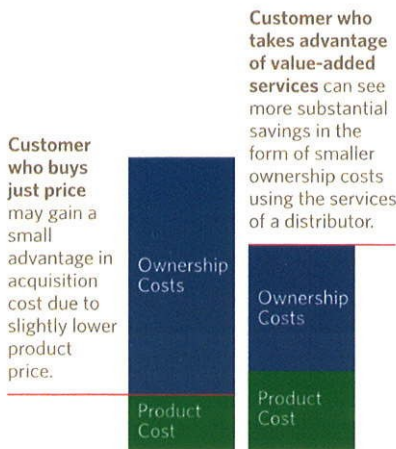 Customer who
takes advantage
of value-added
services can see
more substantial
savings in the
form of smaller
ownership costs
using the services
of a distributor.
Customer
who buys
just price
may gain a
small
advantage in
acquisition
cost due to
slightly lower
product
price.
Ownership
Costs
Product
Cost
Ownership
Costs
Product
Cost